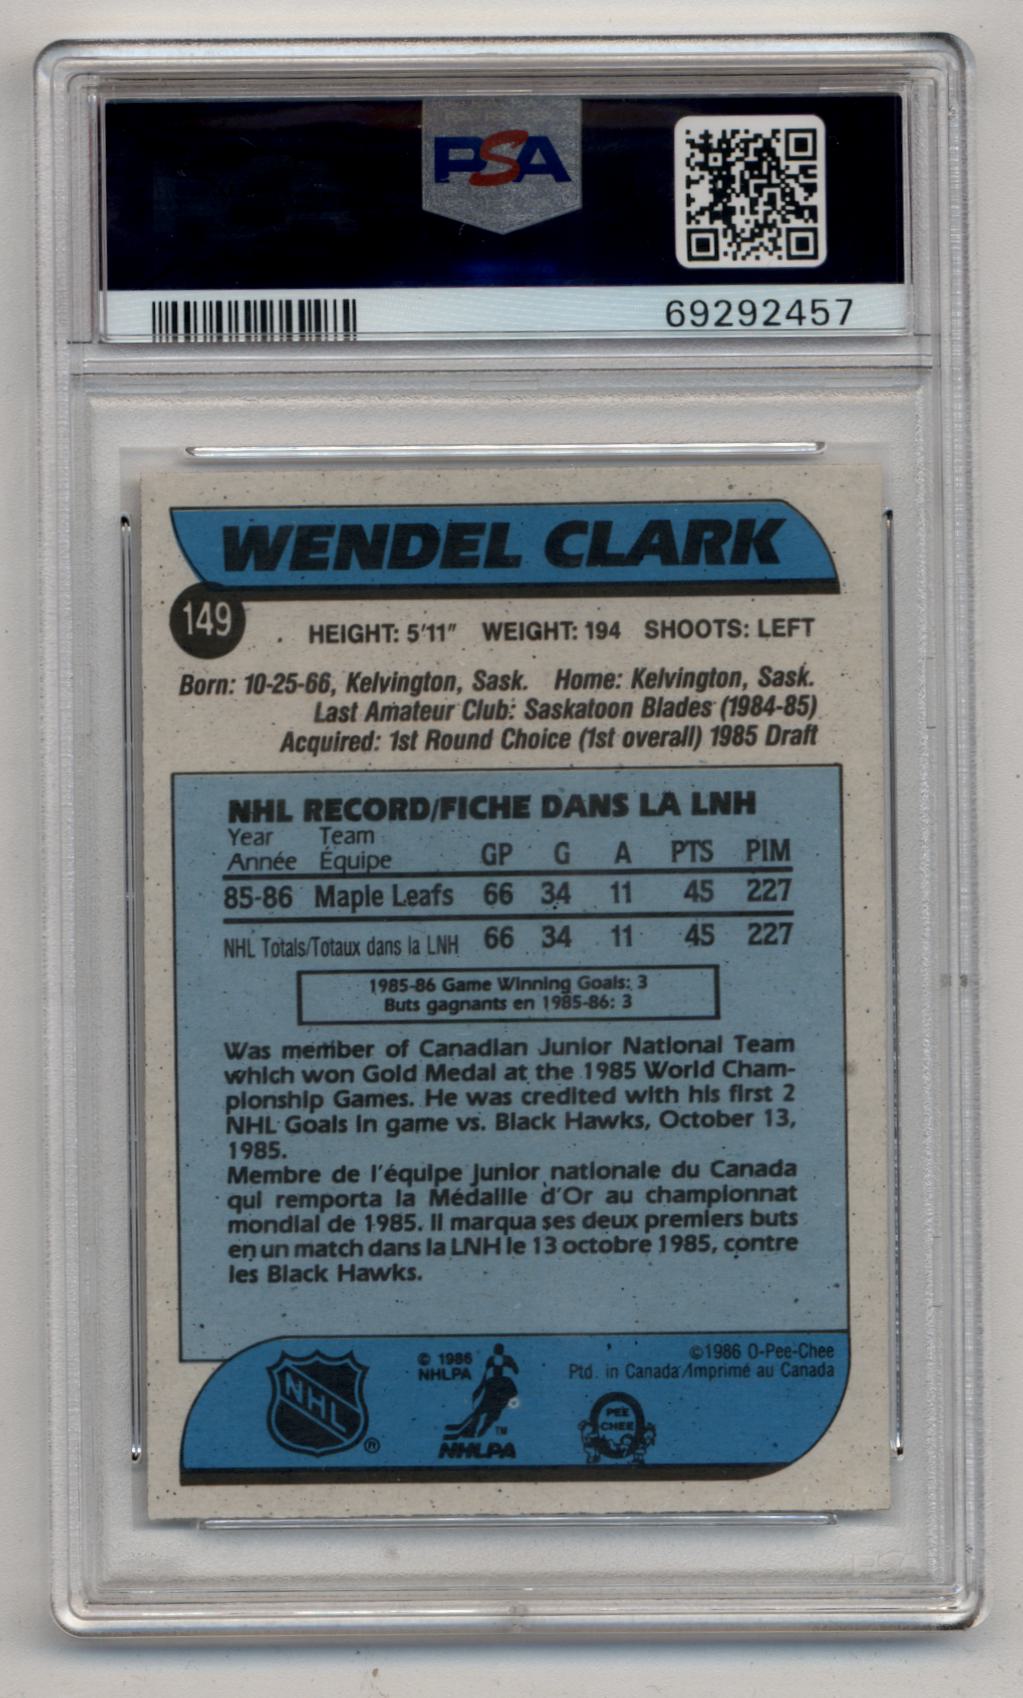 PSA
69292457
WENDEL CLARK
149
HEIGHT: 5'11" WEIGHT: 194 SHOOTS: LEFT
Born: 10-25-66, Kelvington, Sask. Home: Kelvington, Sask.
Last Amateur Club: Saskatoon Blades (1984-85)
Acquired: 1st Round Choice (1st overall) 1985 Draft
NHL RECORD/FICHE DANS LA LNH
Year Team
Année Équipe GP G A PTS PIM
85-86 Maple Leafs 66 34 11 45 227
NHL Totals/Totaux dans la LNH 66 34 11 45 227
1985-86 Game Winning Goals: 3
Buts gagnants en 1985-86: 3
Was member of Canadian Junior National Team
which won Gold Medal at the 1985 World Cham-
pionship Games. He was credited with his first 2
NHL Goals in game vs. Black Hawks, October 13,
1985.
Membre de l'équipe junior nationale du Canada
qui remporta la Médaille d'Or au championnat
mondial de 1985. Il marqua ses deux premiers buts
en un match dans la LNH le 13 octobre 1985, contre
les Black Hawks.
NHL ®
© 1986
NHLPA
TM
NHLPA
©1986 O-Pee-Chee
Ptd. in Canada/Imprimé au Canada
PEE
CHEE